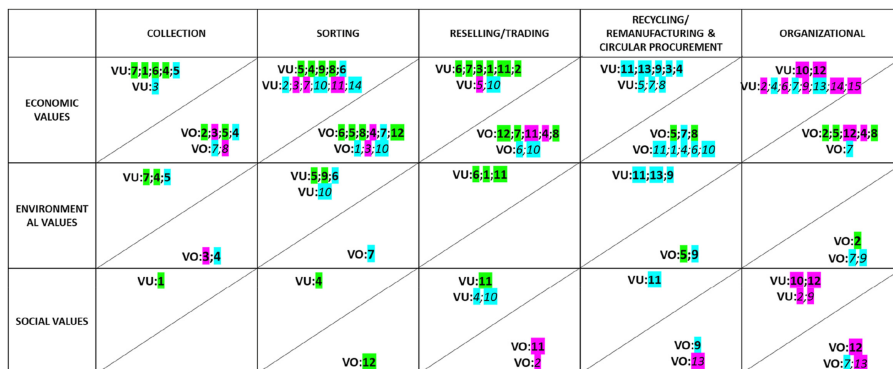 COLLECTION
SORTING
RESELLING/TRADING
RECYCLING/
REMANUFACTURING &
CIRCULAR PROCUREMENT
ORGANIZATIONAL
ECONOMIC
VALUES
VU:7;1;6;4;5
VU:3
VO:2;3;5;4
VO:7;8
VU:5;4;9;8;6
VU:2;3;7;10;11;14
VO:6;5;8;4;7;12
VO:1;3;10
VU:6;7;3;1;11;2
VU:5;10
VO:12;7;11;4;8
VO:6;10
VU:11;13;9;3;4
VU:5;7;8
VO:5;7;8
VO:11;1;4;6;10
VU:10;12
VU:2;4;6;7;9;13;14;15
VO:2;5;12;4;8
VO:7
ENVIRONMENT
AL VALUES
VU:7;4;5
VO:3;4
VU:5;9;6
VU:10
VO:7
VU:6;1;11
VU:11;13;9
VO:5;9
VO:2
VO:7;9
SOCIAL VALUES
VU:1
VU:4
VO:12
VU:11
VU:4;10
VO:11
VO:2
VU:11
VO:9
VO:13
VU:10;12
VU:2;9
VO:12
VO:7;13